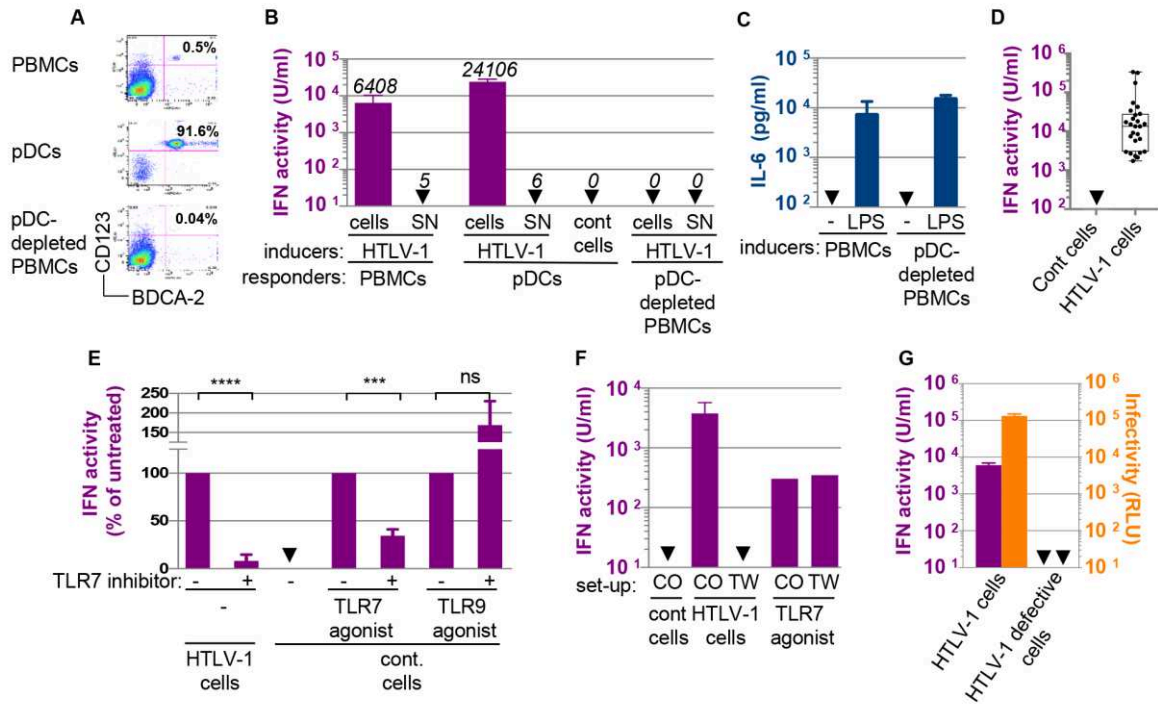 A
PBMCs
0.5%
pDCs
91.6%
pDC-
depleted
PBMCs
0.04%
CD123
BDCA-2
B
IFN activity (U/ml)
10 5
10 4
10 3
10 2
10 1
6408
5
24106
6
0
0
0
cells SN cells SN cont cells cells SN
inducers: HTLV-1 HTLV-1 HTLV-1
responders: PBMCs pDCs pDC-
depleted
PBMCs
C
IL-6 (pg/ml)
10 5
10 4
10 3
10 2
- LPS - LPS
inducers: PBMCs pDC-
depleted
PBMCs
D
IFN activity (U/ml)
10 6
10 5
10 4
10 3
10 2
Cont cells
HTLV-1 cells
E
IFN activity
(% of untreated)
250
200
150
100
50
0
****
***
ns
TLR7 inhibitor: - + - - + - +
- TLR7 TLR9
agonist agonist
HTLV-1 cont.
cells cells
F
IFN activity (U/ml)
10 4
10 3
10 2
10 1
set-up: CO CO TW CO TW
cont HTLV-1 TLR7
cells cells agonist
G
IFN activity (U/ml)
10 6
10 5
10 4
10 3
10 2
10 1
10 6
10 5
10 4
10 3
10 2
10 1
Infectivity (RLU)
HTLV-1 cells
HTLV-1 defective
cells